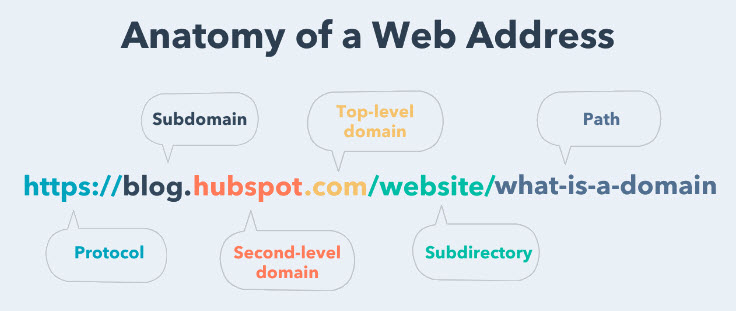 Anatomy of a Web Address
Subdomain
Top-level
domain
Path
https://blog.hubspot.com/website/what-is-a-domain
Protocol
Second-level
domain
Subdirectory